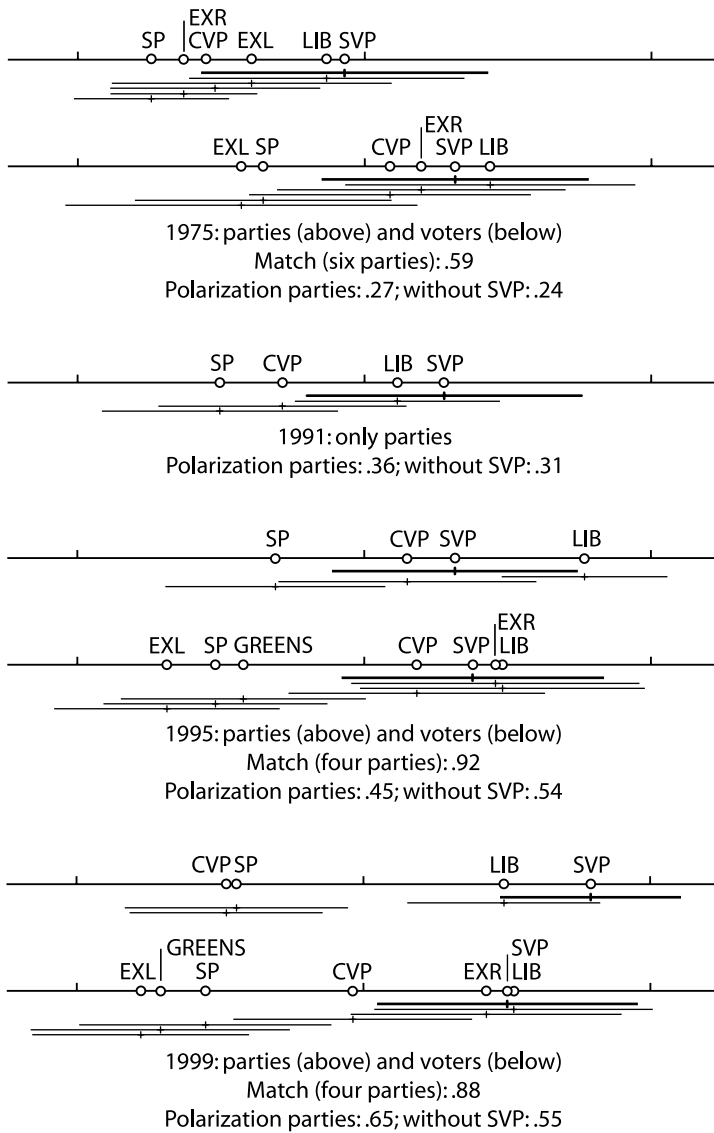 EXR
SP CVP EXL LIB SVP
EXR
EXL SP CVP SVP LIB
1975: parties (above) and voters (below)
Match (six parties): .59
Polarization parties: .27; without SVP: .24
SP CVP LIB SVP
1991: only parties
Polarization parties: .36; without SVP: .31
SP CVP SVP LIB
EXR
EXL SP GREENS CVP SVP LIB
1995: parties (above) and voters (below)
Match (four parties): .92
Polarization parties: .45; without SVP: .54
CVP SP LIB SVP
GREENS SVP
EXL SP CVP EXR LIB
1999: parties (above) and voters (below)
Match (four parties): .88
Polarization parties: .65; without SVP: .55